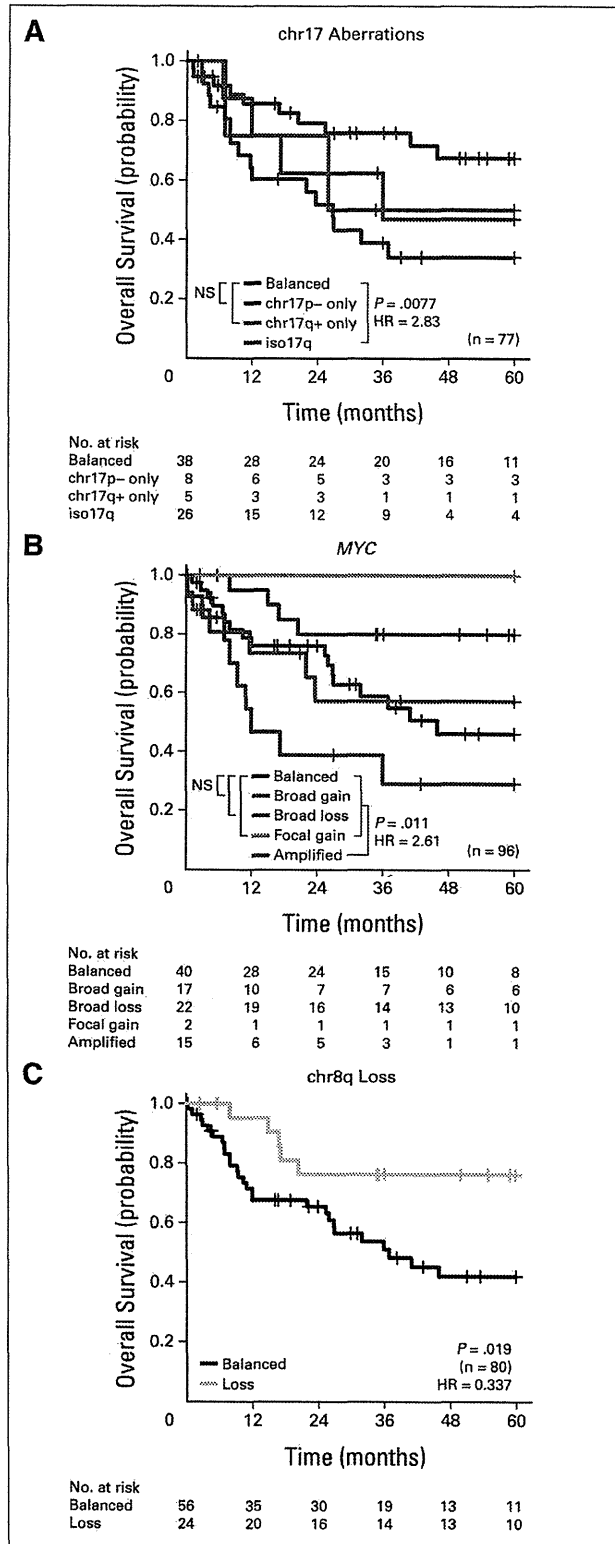 A
chr17 Aberrations
Overall Survival (probability)
1.0
0.8
0.6
0.4
0.2
NS
Balanced
chr17p– only
chr17q+ only
iso17q
P = .0077
HR = 2.83
(n = 77)
0 12 24 36 48 60
Time (months)
No. at risk
Balanced 38 28 24 20 16 11
chr17p– only 8 6 5 3 3 3
chr17q+ only 5 3 3 1 1 1
iso17q 26 15 12 9 4 4
B
MYC
Overall Survival (probability)
1.0
0.8
0.6
0.4
0.2
NS
Balanced
Broad gain
Broad loss
Focal gain
Amplified
P = .011
HR = 2.61
(n = 96)
0 12 24 36 48 60
Time (months)
No. at risk
Balanced 40 28 24 15 10 8
Broad gain 17 10 7 7 6 6
Broad loss 22 19 16 14 13 10
Focal gain 2 1 1 1 1 1
Amplified 15 6 5 3 1 1
C
chr8q Loss
Overall Survival (probability)
1.0
0.8
0.6
0.4
0.2
Balanced
Loss
P = .019
(n = 80)
HR = 0.337
0 12 24 36 48 60
Time (months)
No. at risk
Balanced 56 35 30 19 13 11
Loss 24 20 16 14 13 10